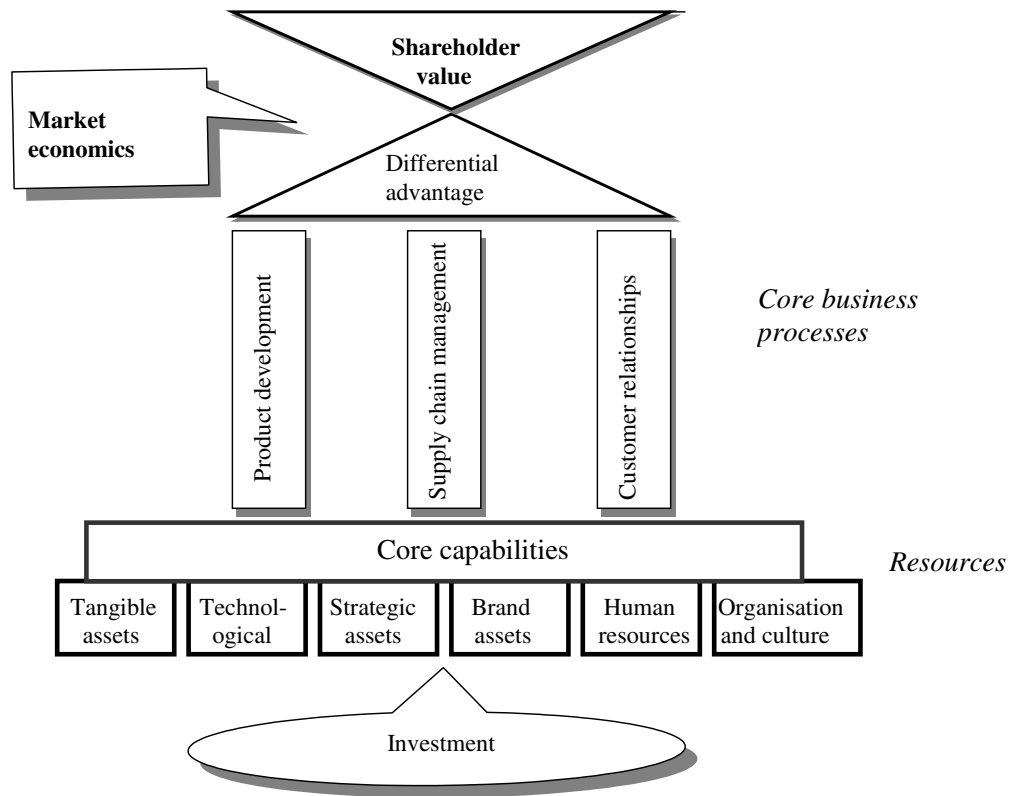 Shareholder
value
Market
economics
Differential
advantage
Product development
Supply chain management
Customer relationships
Core business
processes
Core capabilities
Resources
Tangible
assets
Technol-
ogical
Strategic
assets
Brand
assets
Human
resources
Organisation
and culture
Investment